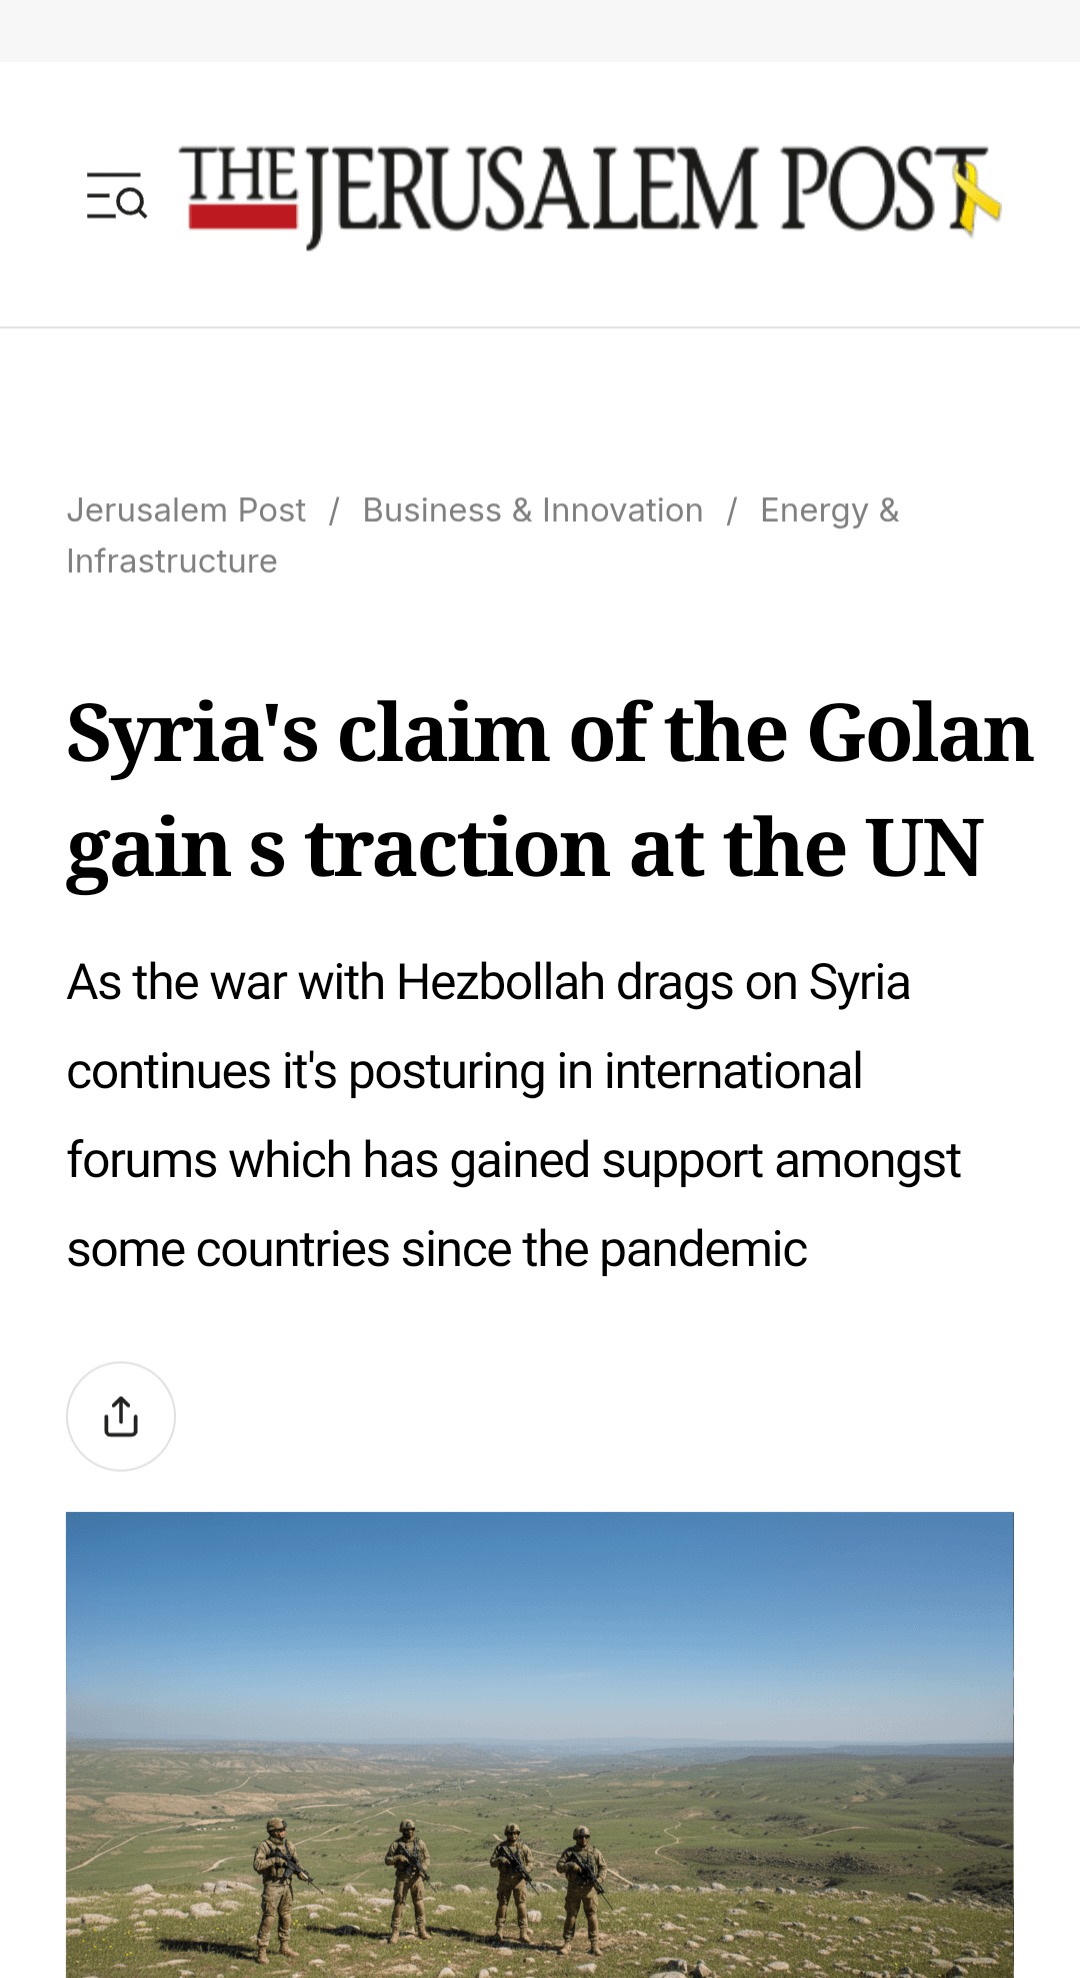 THE JERUSALEM POST
Jerusalem Post / Business & Innovation / Energy &
Infrastructure
Syria's claim of the Golan
gain s traction at the UN
As the war with Hezbollah drags on Syria
continues it's posturing in international
forums which has gained support amongst
some countries since the pandemic